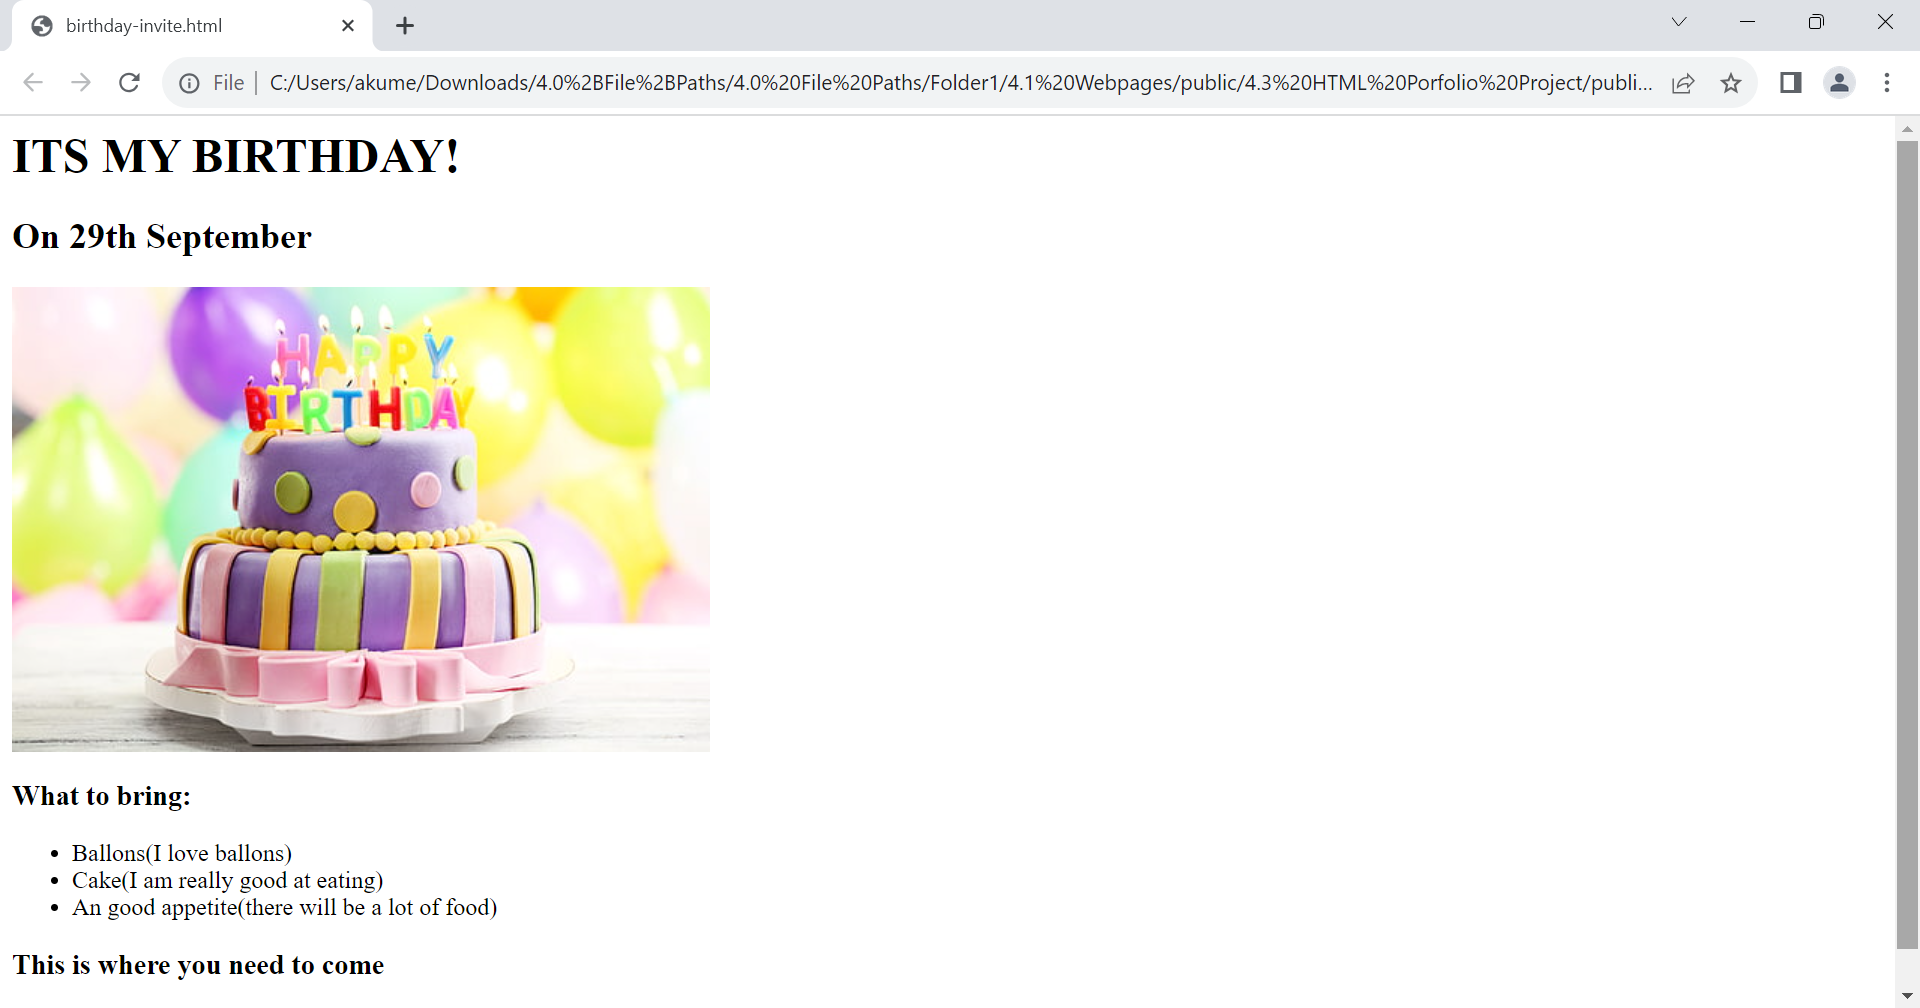 birthday-invite.html
File
C:/Users/akume/Downloads/4.0%2BFile%2BPaths/4.0%20File%20Paths/Folder1/4.1%20Webpages/public/4.3%20HTML%20Porfolio%20Project/publi...
ITS MY BIRTHDAY!
On 29th September
HAPPY
BIRTHDAY
What to bring:
Ballons(I love ballons)
Cake(I am really good at eating)
An good appetite(there will be a lot of food)
This is where you need to come